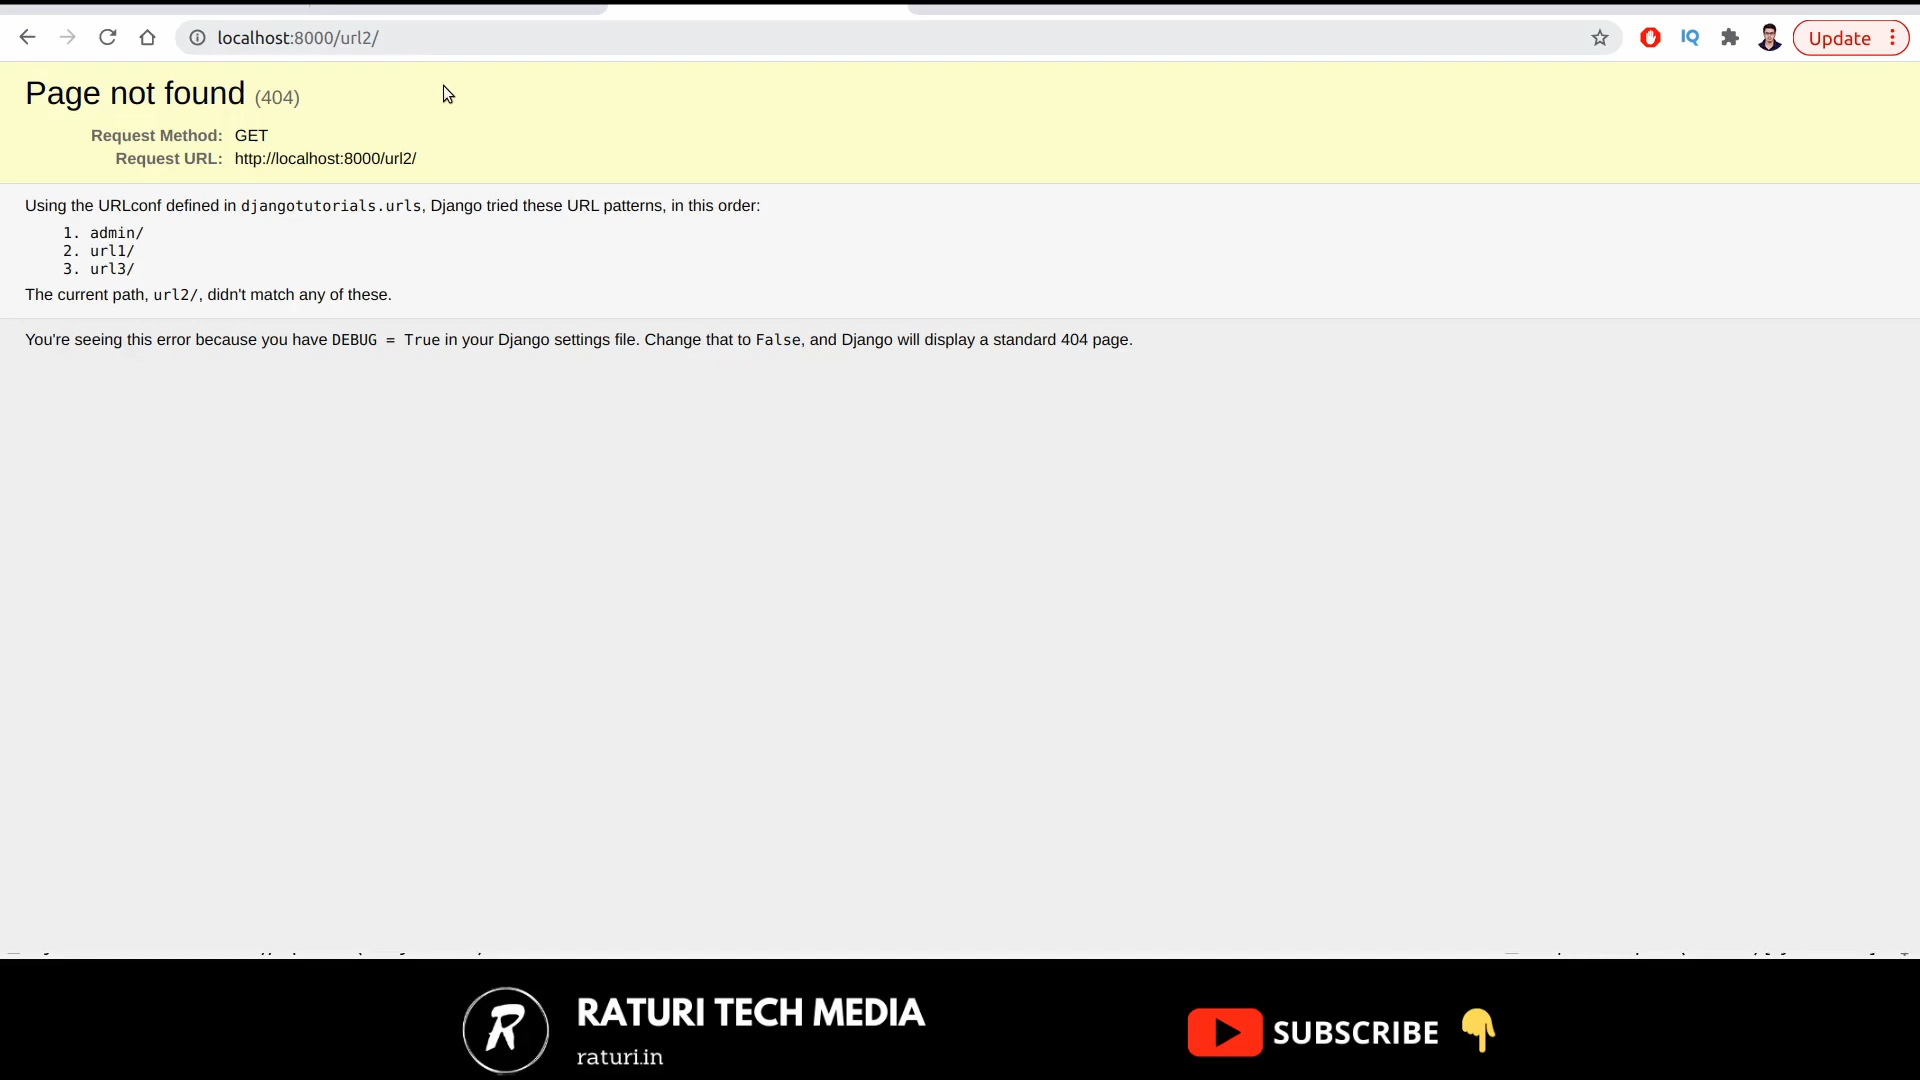 localhost:8000/url2/
IQ
Update
Page not found (404)
Request Method: GET
Request URL: http://localhost:8000/url2/
Using the URLconf defined in djangotutorials.urls, Django tried these URL patterns, in this order:
1. admin/
2. url1/
3. url3/
The current path, url2/, didn't match any of these.
You're seeing this error because you have DEBUG = True in your Django settings file. Change that to False, and Django will display a standard 404 page.
R
RATURI TECH MEDIA
raturi.in
SUBSCRIBE